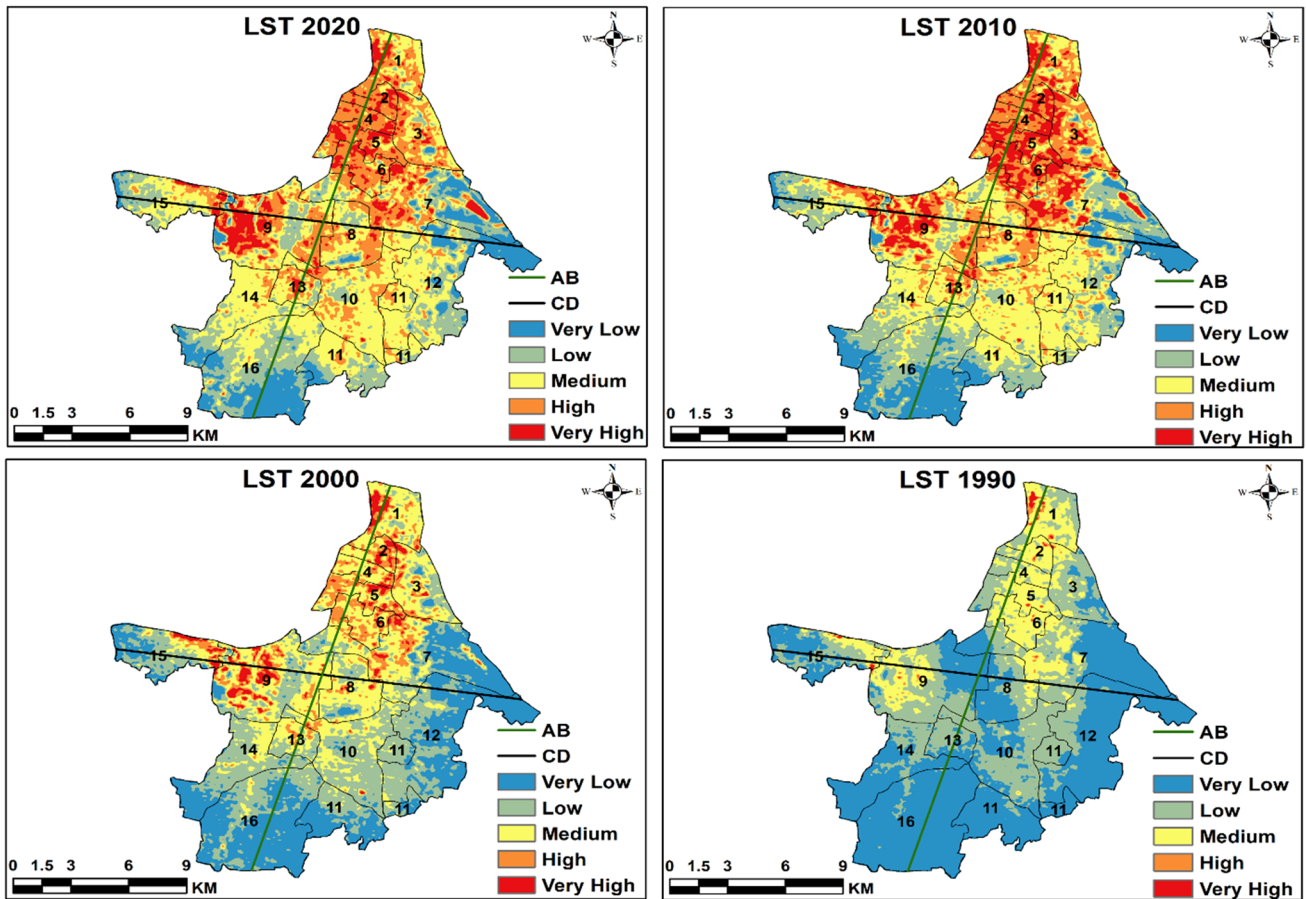 LST 2020
N
W E
S
1
2
4
3
5
6
7
15
9
8
12
14
13
10
11
11
11
16
AB
CD
Very Low
Low
Medium
High
Very High
0 1.5 3 6 9
KM
LST 2010
N
W E
S
1
2
4
3
5
6
7
15
9
8
12
14
13
10
11
11
11
16
AB
CD
Very Low
Low
Medium
High
Very High
0 1.5 3 6 9
KM
LST 2000
N
W E
S
1
2
4
3
5
6
7
15
9
8
12
14
13
10
11
11
11
16
AB
CD
Very Low
Low
Medium
High
Very High
0 1.5 3 6 9
KM
LST 1990
N
W E
S
1
2
4
3
5
6
7
15
9
8
12
14
13
10
11
11
11
16
AB
CD
Very Low
Low
Medium
High
Very High
0 1.5 3 6 9
KM